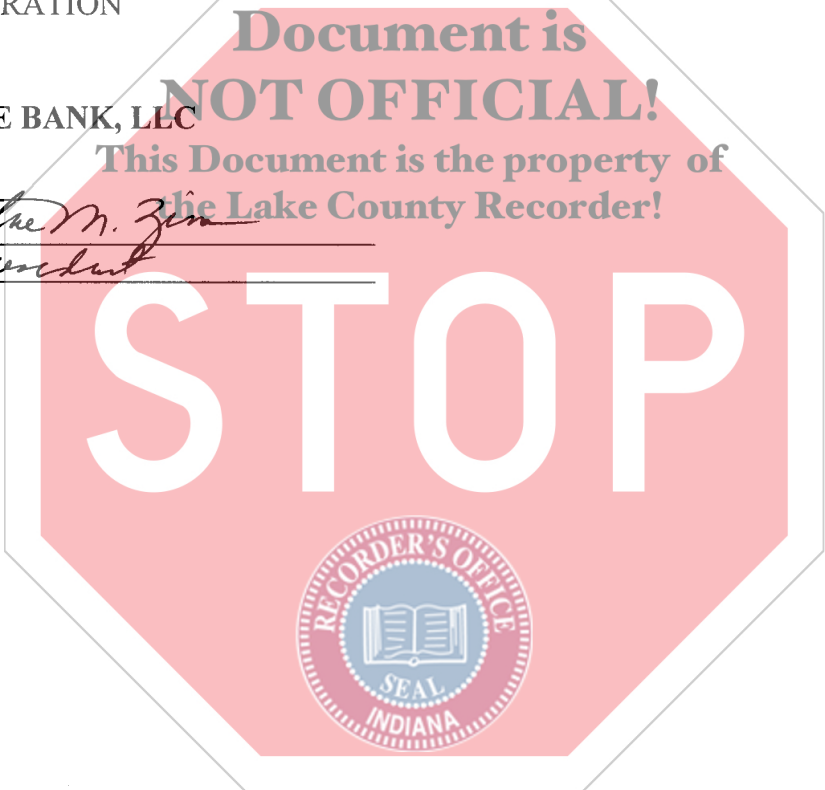 RATION
Document is
NOT OFFICIAL!
E BANK, LLC
This Document is the property of
the Lake County Recorder!
M.
STOP
RECORDER'S OFFICE
SEAL
INDIANA